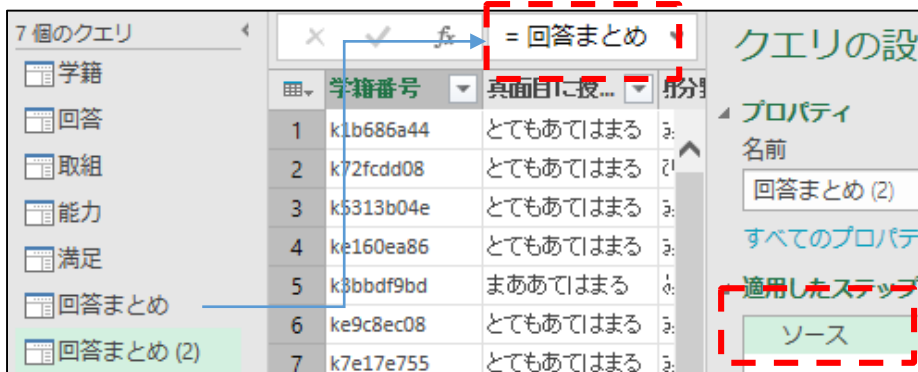 7 個のクエリ
学籍
回答
取組
能力
満足
回答まとめ
回答まとめ (2)
fx
= 回答まとめ
学籍番号 真面目に授...
1 k1b686a44 とてもあてはまる
2 k72fcdd08 とてもあてはまる
3 k5313b04e とてもあてはまる
4 ke160ea86 とてもあてはまる
5 k3bbdf9bd まああてはまる
6 ke9c8ec08 とてもあてはまる
7 k7e17e755 とてもあてはまる
クエリの設
プロパティ
名前
回答まとめ (2)
すべてのプロパテ
適用したステップ
ソース